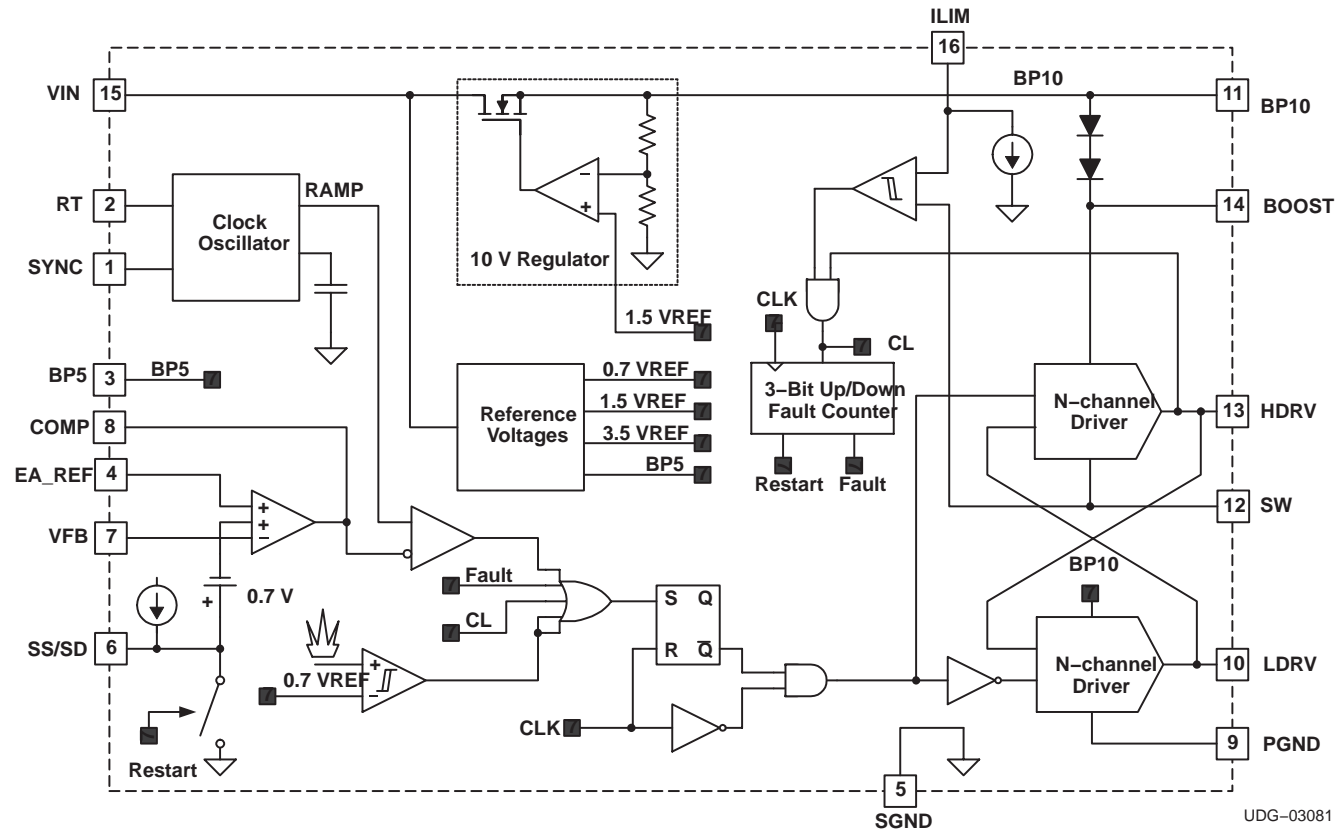 ILIM
16
VIN
15
BP10
11
BP10
RT
2
RAMP
Clock
Oscillator
SYNC
1
−
+
10 V Regulator
14
BOOST
1.5 VREF
CLK
CL
BP5
3
BP5
COMP
8
EA_REF
4
VFB
7
Reference
Voltages
0.7 VREF
1.5 VREF
3.5 VREF
BP5
3−Bit Up/Down
Fault Counter
Restart
Fault
N−channel
Driver
13
HDRV
12
SW
+
+
−
+
0.7 V
SS/SD
6
Restart
Fault
CL
+
−
0.7 VREF
S
Q
R
Q
CLK
BP10
N−channel
Driver
10
LDRV
9
PGND
5
SGND
UDG−03081